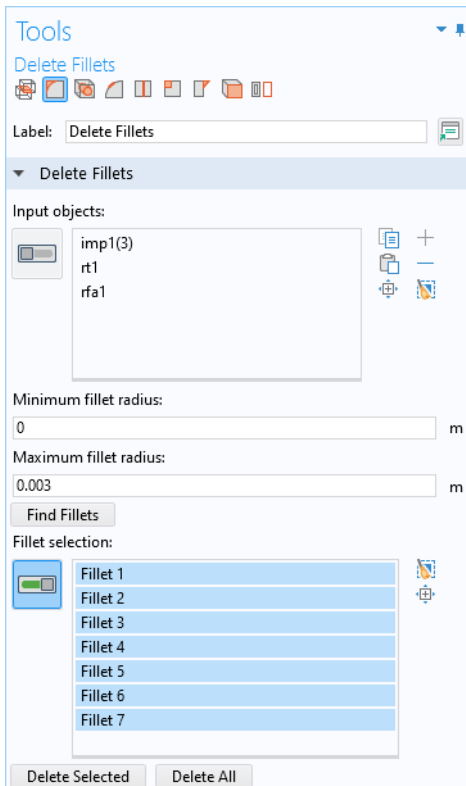 Tools
Delete Fillets
Label: Delete Fillets
Delete Fillets
Input objects:
imp1(3)
rt1
rfa1
Minimum fillet radius:
0 m
Maximum fillet radius:
0.003 m
Find Fillets
Fillet selection:
Fillet 1
Fillet 2
Fillet 3
Fillet 4
Fillet 5
Fillet 6
Fillet 7
Delete Selected Delete All